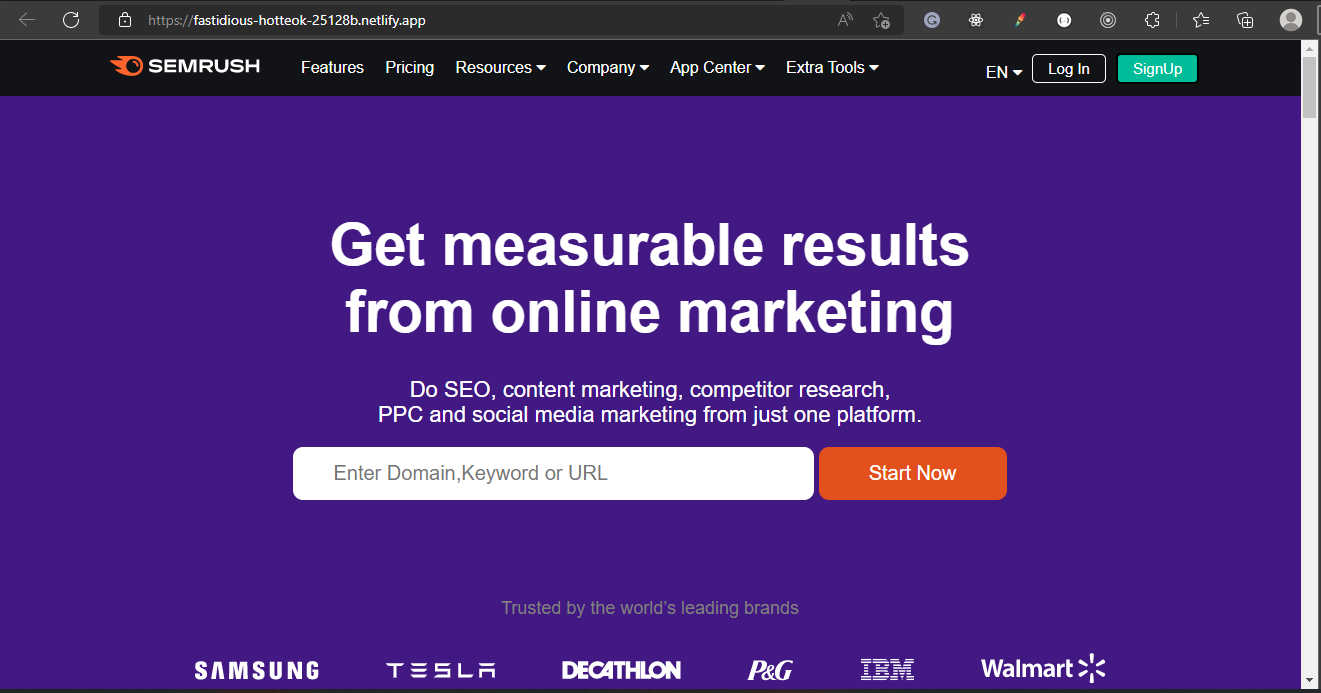 https://fastidious-hotteok-25128b.netlify.app
SEMRUSH Features Pricing Resources Company App Center Extra Tools EN Log In SignUp
Get measurable results
from online marketing
Do SEO, content marketing, competitor research,
PPC and social media marketing from just one platform.
Enter Domain,Keyword or URL Start Now
Trusted by the world's leading brands
SAMSUNG TESLA DECATHLON P&G IBM Walmart